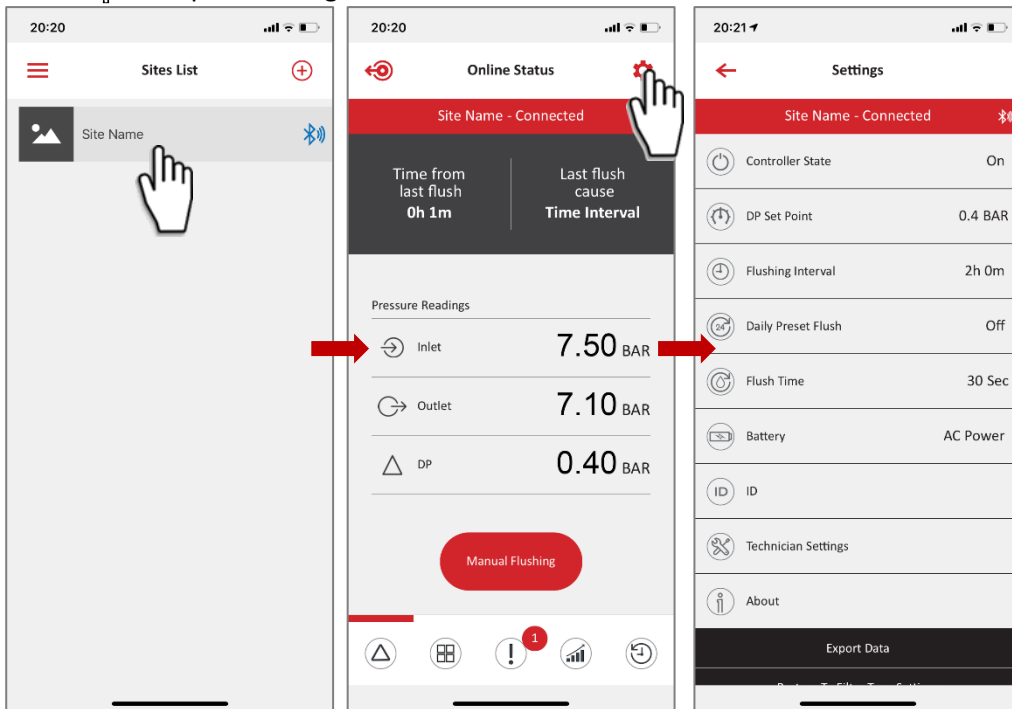 20:20
Sites List
Site Name
20:20
Online Status
Site Name - Connected
Time from
last flush
0h 1m
Last flush
cause
Time Interval
Pressure Readings
Inlet
7.50 BAR
Outlet
7.10 BAR
DP
0.40 BAR
Manual Flushing
1
20:21
Settings
Site Name - Connected
Controller State
On
DP Set Point
0.4 BAR
Flushing Interval
2h 0m
24
Daily Preset Flush
Off
Flush Time
30 Sec
Battery
AC Power
ID
ID
Technician Settings
About
Export Data